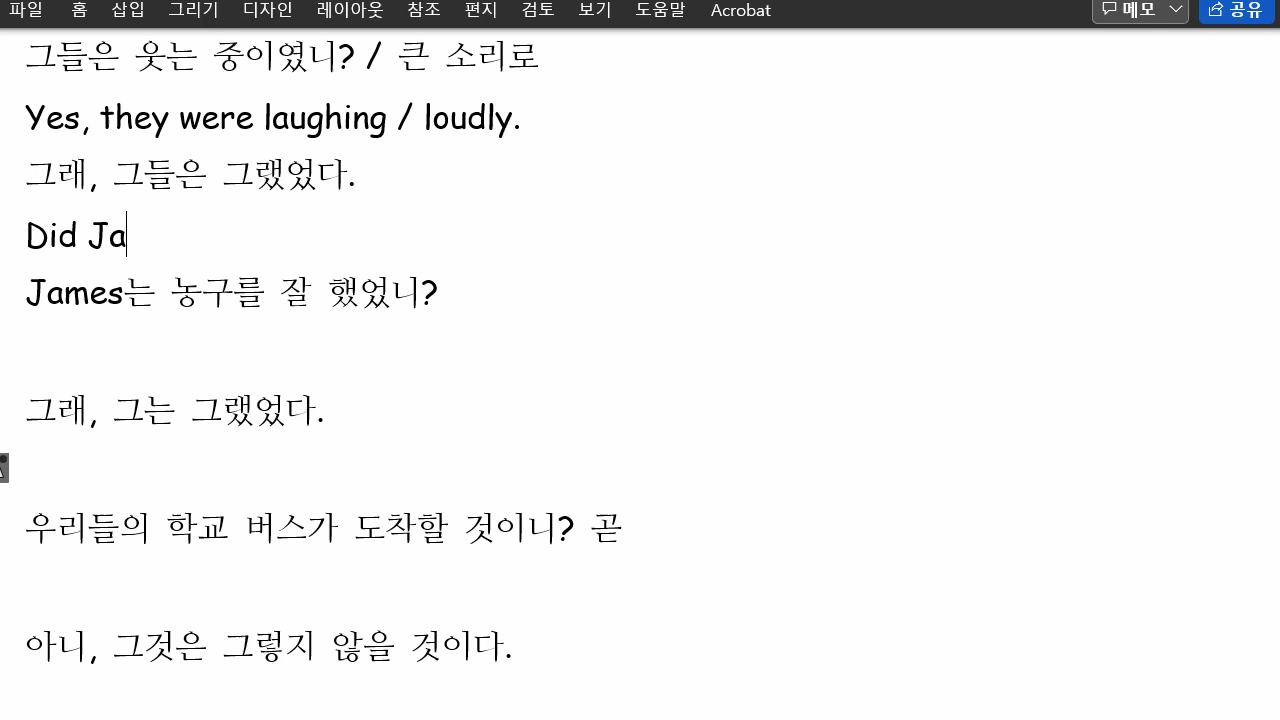 파일 홈 삽입 그리기 디자인 레이아웃 참조 편지 검토 보기 도움말 Acrobat 메모 공유
그들은 웃는 중이였니? / 큰 소리로
Yes, they were laughing / loudly.
그래, 그들은 그랬었다.
Did Ja
James는 농구를 잘 했었니?
그래, 그는 그랬었다.
우리들의 학교 버스가 도착할 것이니? 곧
아니, 그것은 그렇지 않을 것이다.